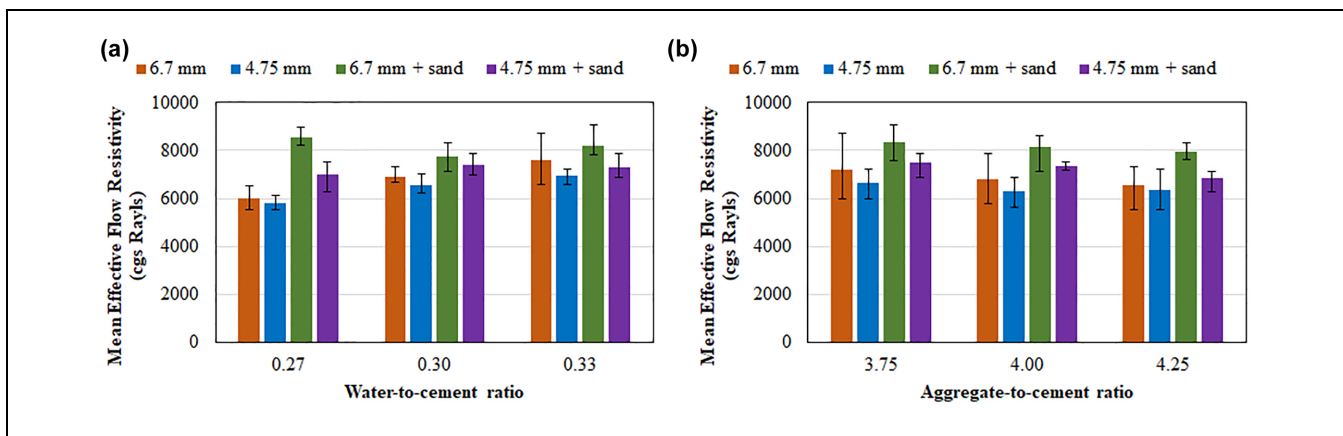 (a)
6.7 mm 4.75 mm 6.7 mm + sand 4.75 mm + sand
Mean Effective Flow Resistivity
(cgs Rayls)
10000
8000
6000
4000
2000
0
0.27 0.30 0.33
Water-to-cement ratio
(b)
6.7 mm 4.75 mm 6.7 mm + sand 4.75 mm + sand
Mean Effective Flow Resistivity
(cgs Rayls)
10000
8000
6000
4000
2000
0
3.75 4.00 4.25
Aggregate-to-cement ratio